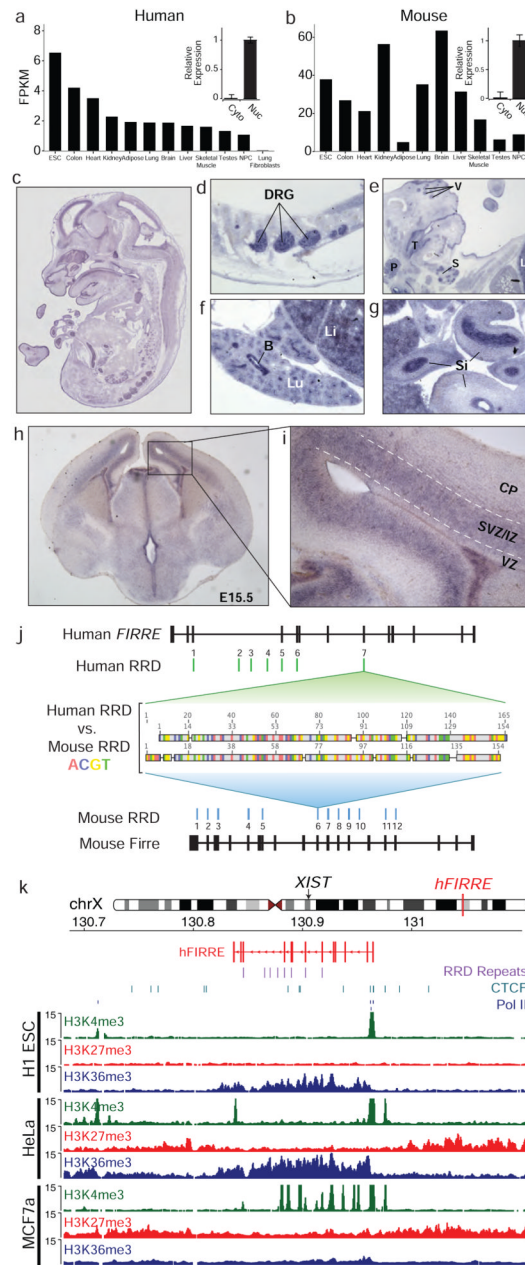 a Human
FPKM
8
6
4
2
0
ESC Colon Heart Kidney Adipose Lung Brain Liver Skeletal Muscle Testes NPC Lung Fibroblasts
Relative Expression
1
0.5
0
Cyto Nuc
b Mouse
60
40
20
0
ESC Colon Heart Kidney Adipose Lung Brain Liver Skeletal Muscle Testes NPC
Relative Expression
1
0.5
0
Cyto Nuc
c
d DRG
e V
T
S
P
L
f Li
B
Lu
g Si
h
E15.5
i
CP
SVZ/IZ
VZ
j
Human FIRRE
Human RRD
1 2 3 4 5 6 7
1 20 40 60 80 100 120 140 165
1 14 33 53 73 91 109 128 154
Human RRD
vs.
Mouse RRD
ACGT
1 18 38 58 77 96 116 135 154
Mouse RRD
1 2 3 4 5 6 7 8 9 10 11 12
Mouse Firre
k
XIST hFIRRE
chrX
130.7 130.8 130.9 131
hFIRRE
RRD Repeats
CTCF
Pol II
H1 ESC
15 H3K4me3
15 H3K27me3
15 H3K36me3
HeLa
15 H3K4me3
15 H3K27me3
15 H3K36me3
MCF7a
15 H3K4me3
15 H3K27me3
15 H3K36me3